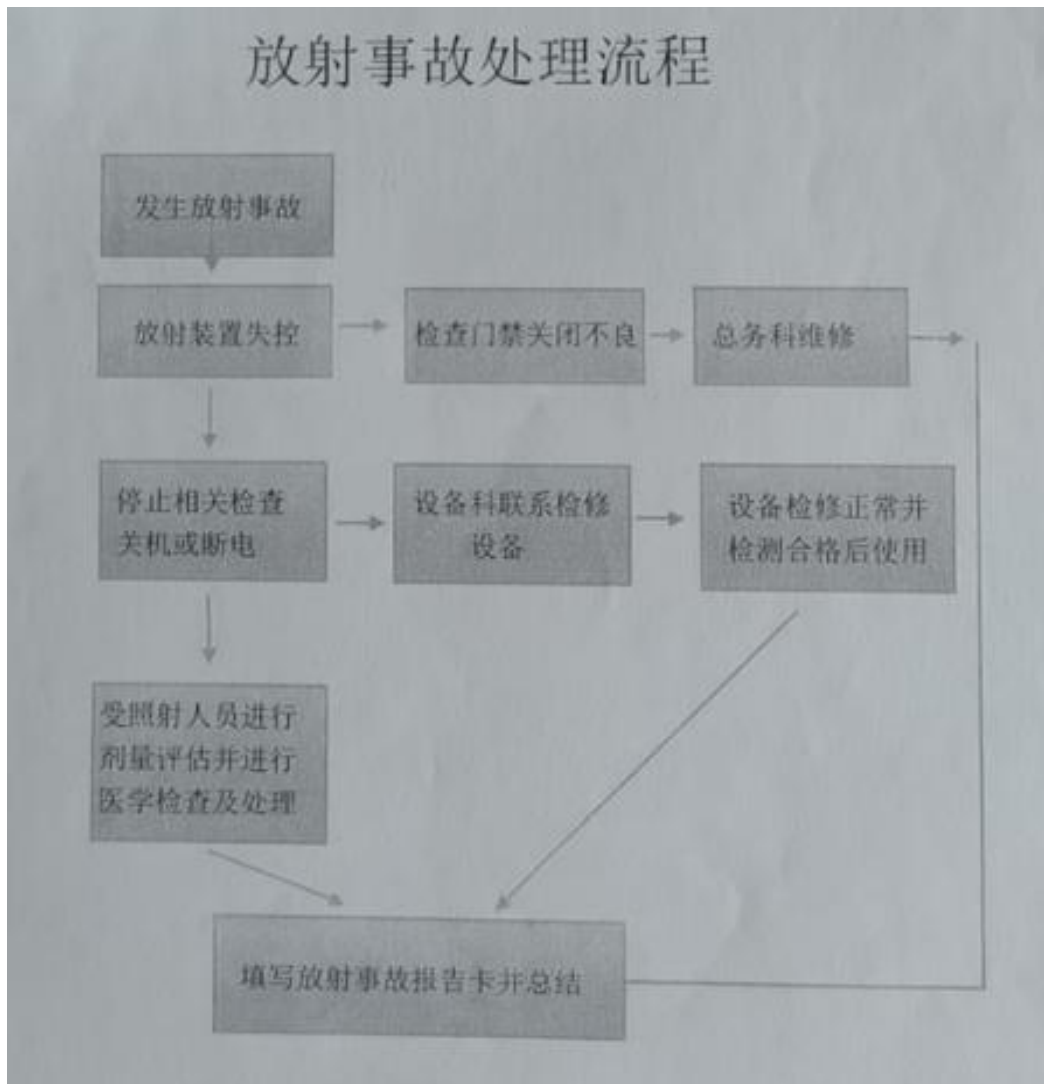 放射事故处理流程
发生放射事故
放射装置失控
检查门禁关闭不良
总务科维修
停止相关检查
关机或断电
设备科联系检修
设备
设备检修正常并
检测合格后使用
受照射人员进行
剂量评估并进行
医学检查及处理
填写放射事故报告卡并总结